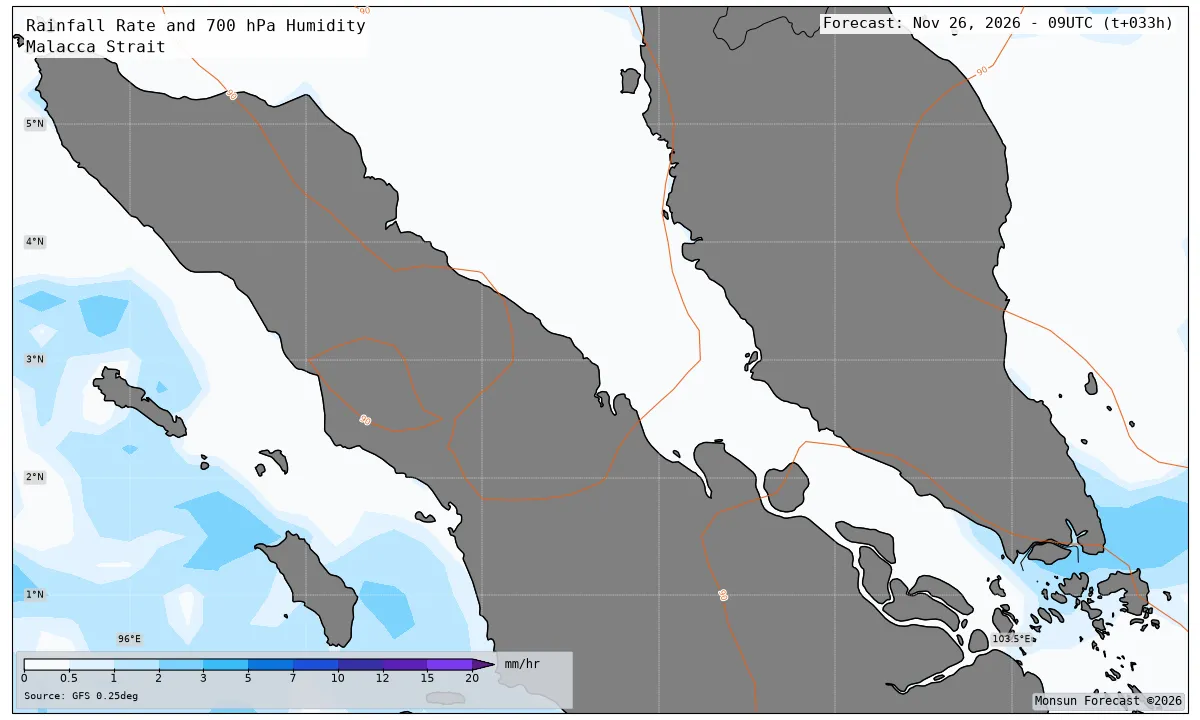 Rainfall Rate and 700 hPa Humidity
Malacca Strait
Forecast: Nov 26, 2026 - 09UTC (t+033h)
90
90
90
5°N
4°N
3°N
90
2°N
1°N
90
96°E
103.5°E
mm/hr
0 0.5 1 2 3 5 7 10 12 15 20
Source: GFS 0.25deg
Monsun Forecast ©2026